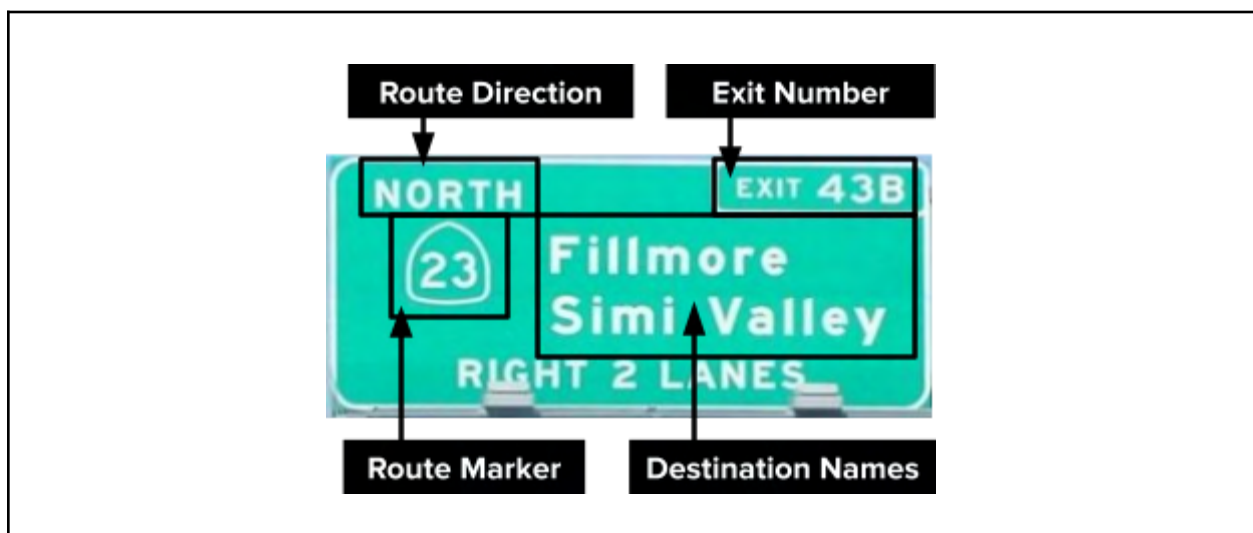 Route Direction
Exit Number
NORTH
EXIT 43B
23
Fillmore
Simi Valley
RIGHT 2 LANES
Route Marker
Destination Names